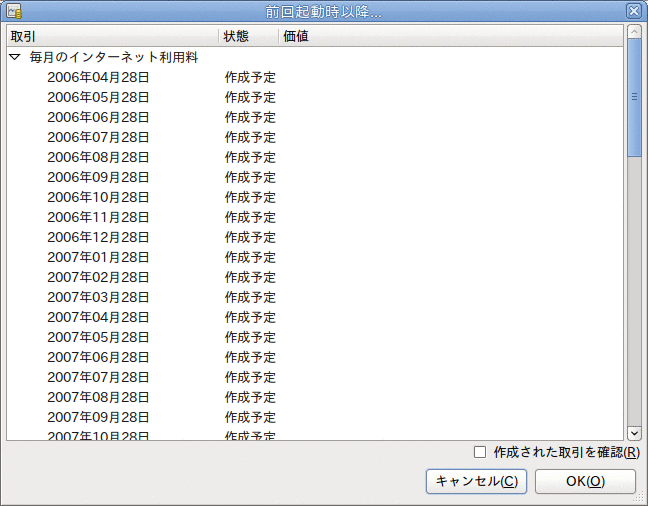 前回起動時以降...
取引 状態 価値
毎月のインターネット利用料
2006年04月28日 作成予定
2006年05月28日 作成予定
2006年06月28日 作成予定
2006年07月28日 作成予定
2006年08月28日 作成予定
2006年09月28日 作成予定
2006年10月28日 作成予定
2006年11月28日 作成予定
2006年12月28日 作成予定
2007年01月28日 作成予定
2007年02月28日 作成予定
2007年03月28日 作成予定
2007年04月28日 作成予定
2007年05月28日 作成予定
2007年06月28日 作成予定
2007年07月28日 作成予定
2007年08月28日 作成予定
2007年09月28日 作成予定
2007年10月28日 作成予定
作成された取引を確認(R)
キャンセル(C) OK(O)